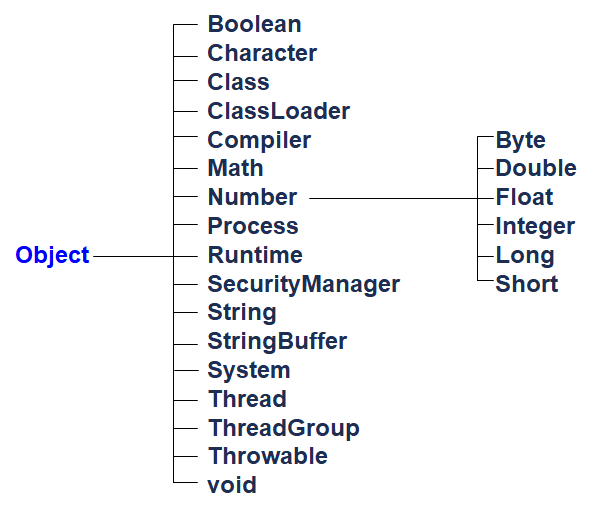 Object
Boolean
Character
Class
ClassLoader
Compiler
Math
Number
Process
Runtime
SecurityManager
String
StringBuffer
System
Thread
ThreadGroup
Throwable
void
Byte
Double
Float
Integer
Long
Short